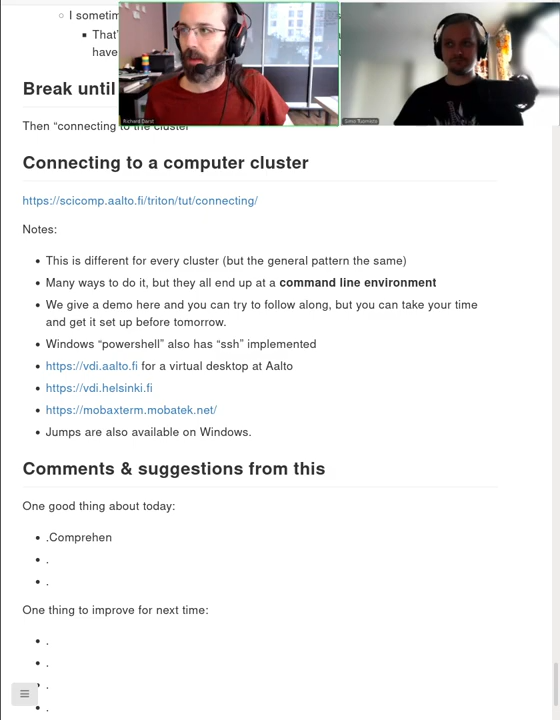 I someti
That'
have
Break until
Richard Darst
Simo Tuomisto
Then “connecting to the cluster”
Connecting to a computer cluster
https://scicomp.aalto.fi/triton/tut/connecting/
Notes:
This is different for every cluster (but the general pattern the same)
Many ways to do it, but they all end up at a command line environment
We give a demo here and you can try to follow along, but you can take your time
and get it set up before tomorrow.
Windows “powershell” also has “ssh” implemented
https://vdi.aalto.fi for a virtual desktop at Aalto
https://vdi.helsinki.fi
https://mobaxterm.mobatek.net/
Jumps are also available on Windows.
Comments & suggestions from this
One good thing about today:
.Comprehen
.
.
One thing to improve for next time:
.
.
.
.